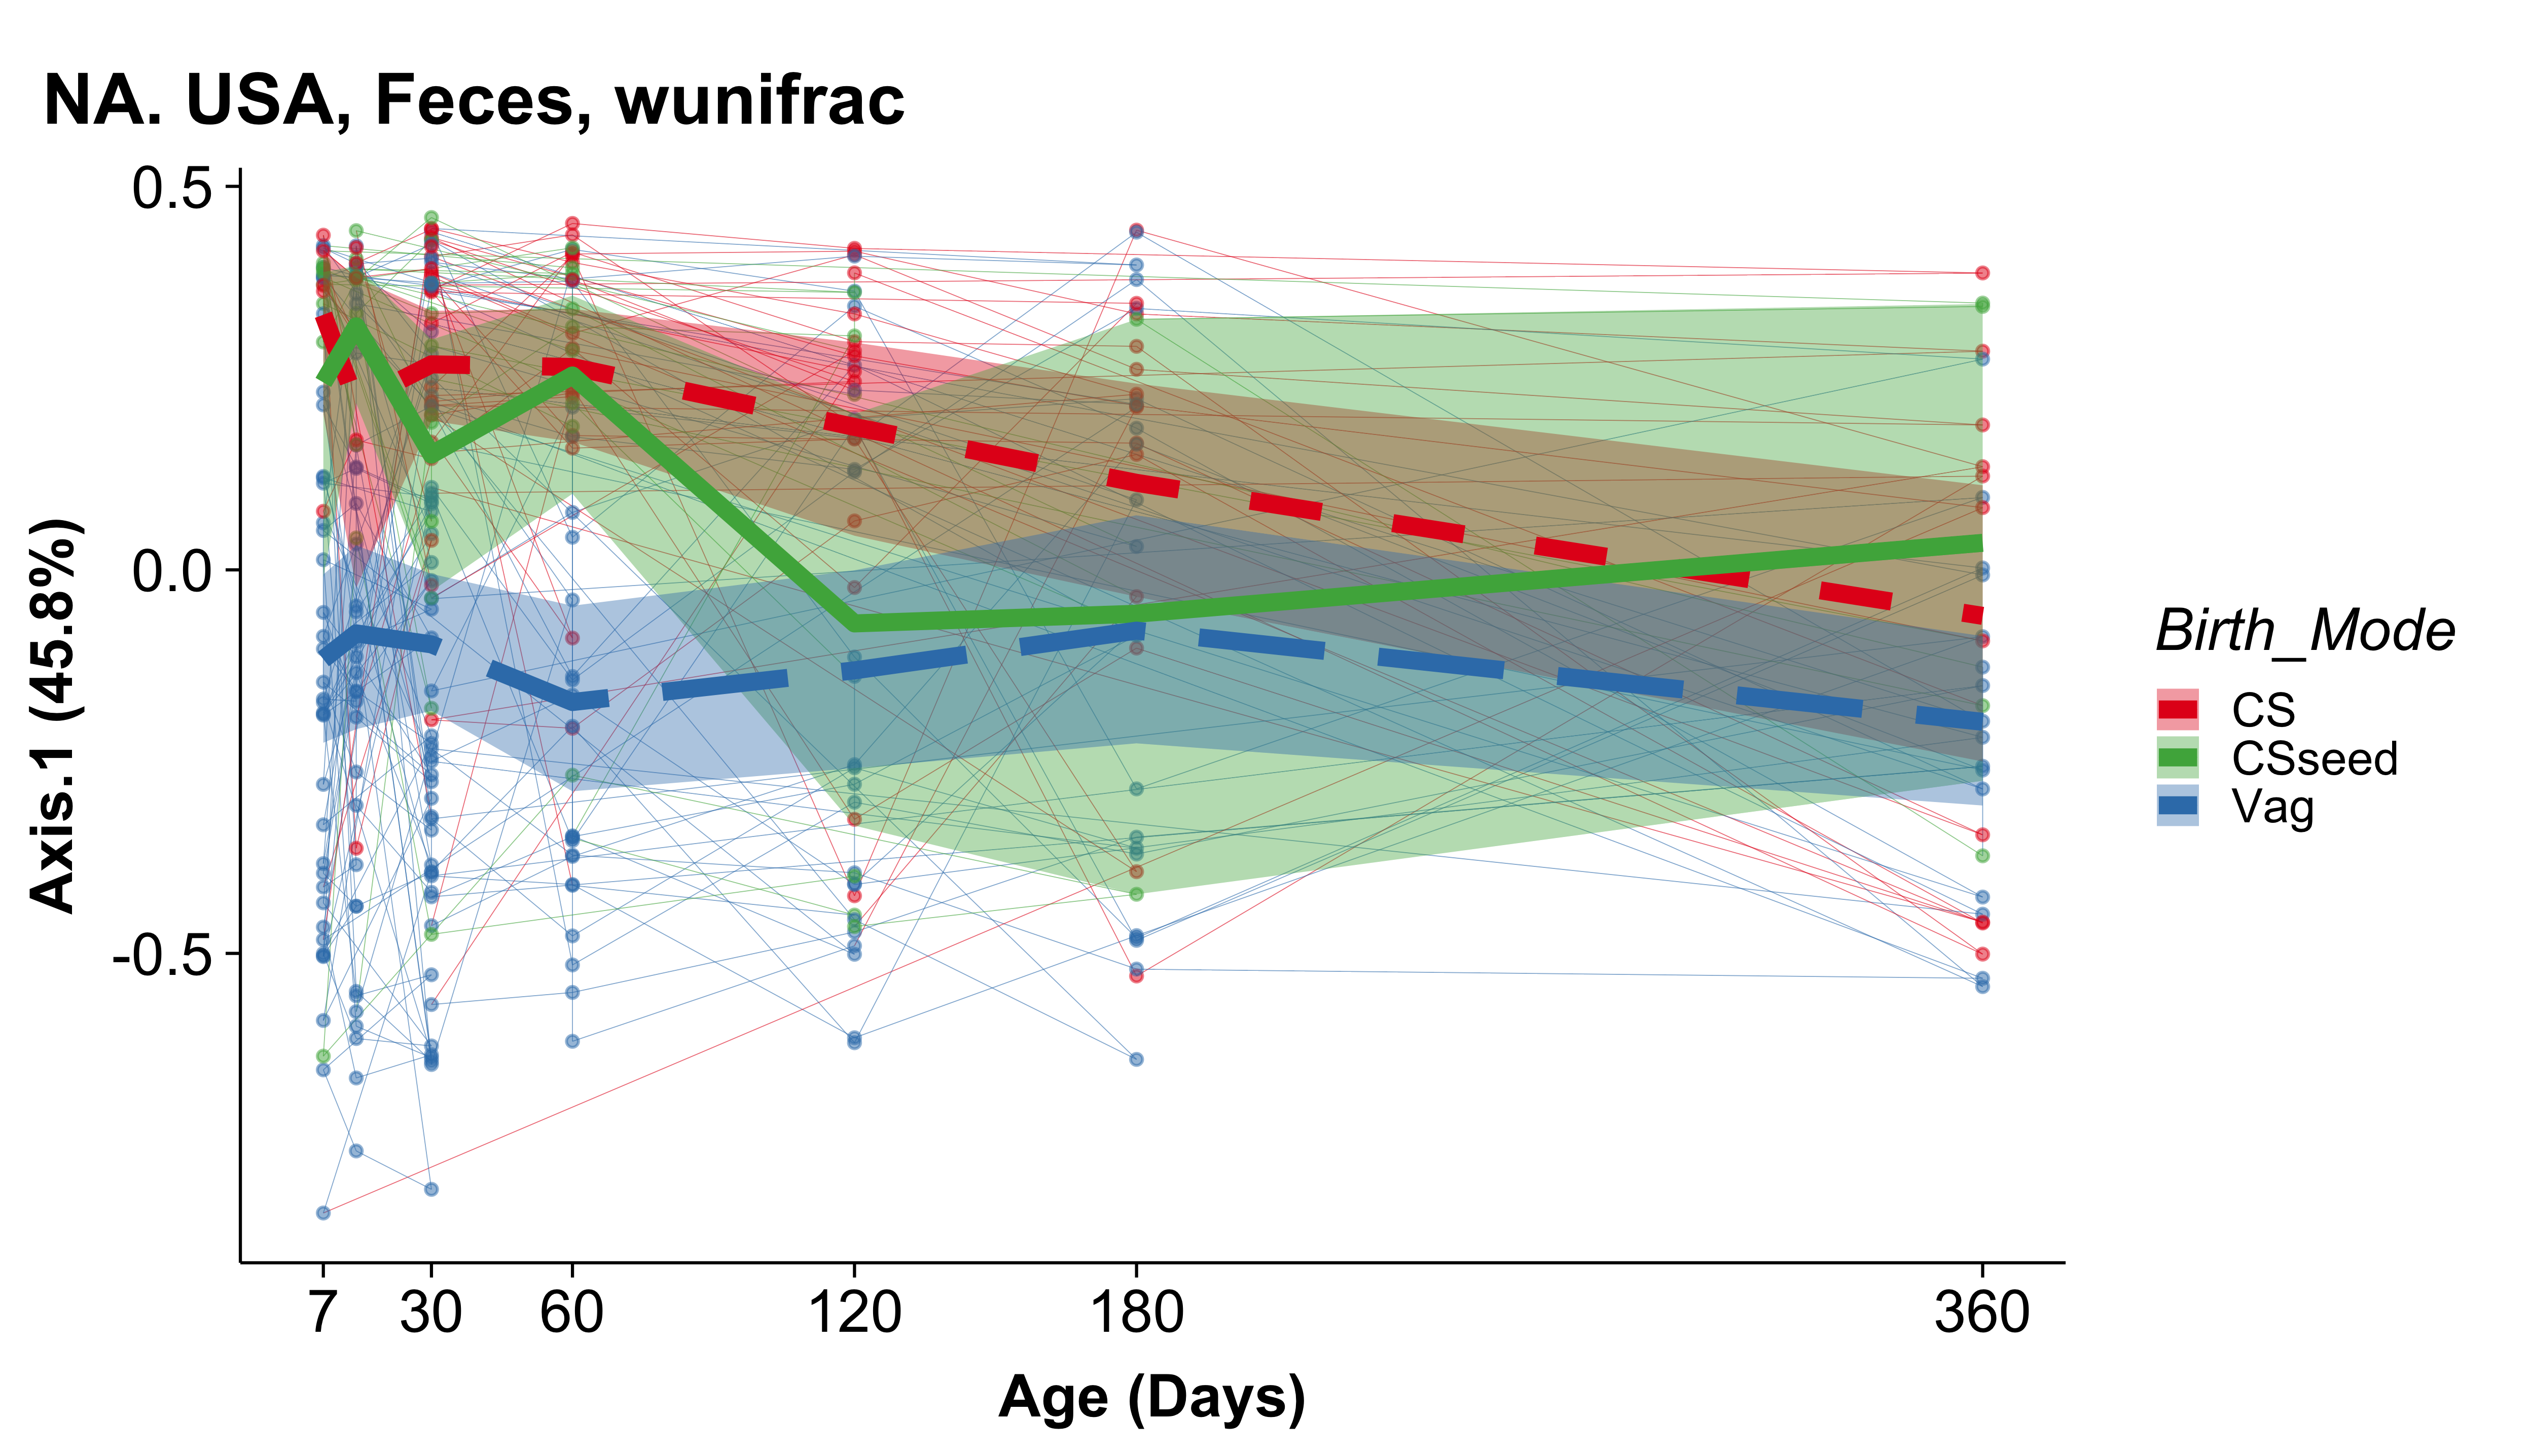 NA. USA, Feces, wunifrac
0.5
0.0
-0.5
Axis.1 (45.8%)
7 30 60 120 180 360
Age (Days)
Birth_Mode
CS
CSseed
Vag